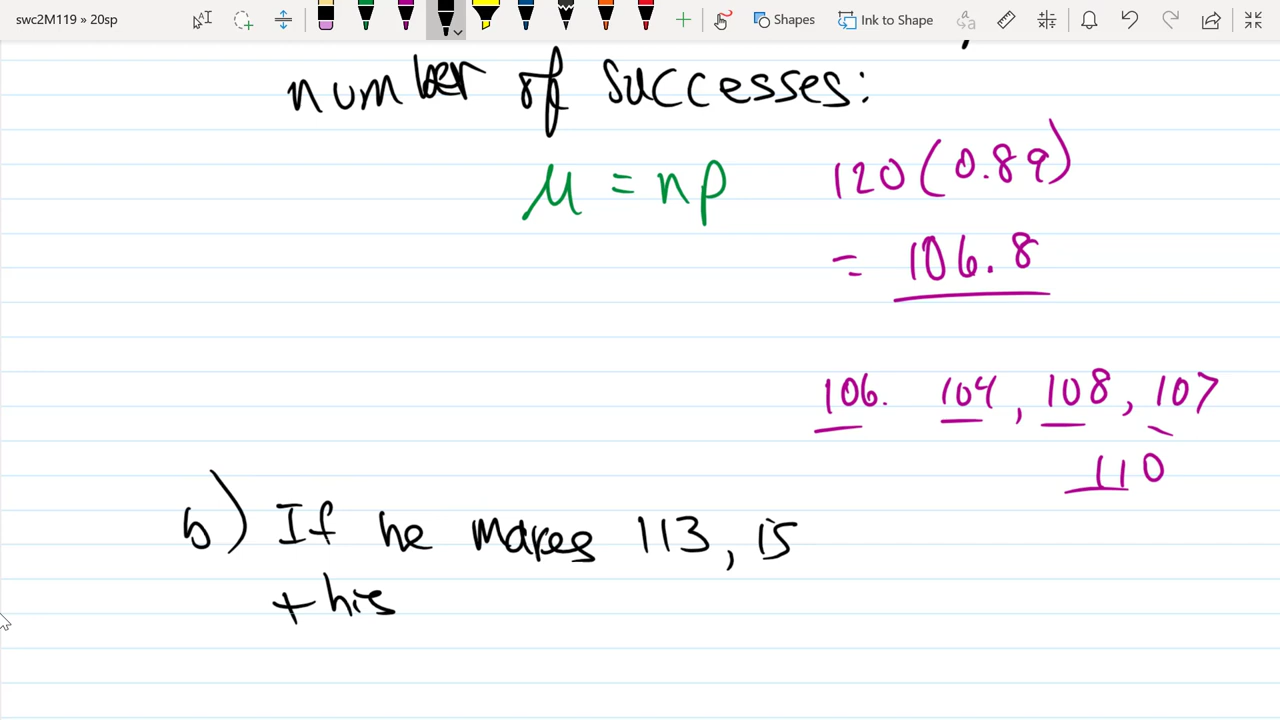 swc2M119 » 20sp
Shapes
Ink to Shape
number of successes:
μ = np
120(0.89)
= 106.8
106. 104, 108, 107
110
b) If he makes 113, is
this